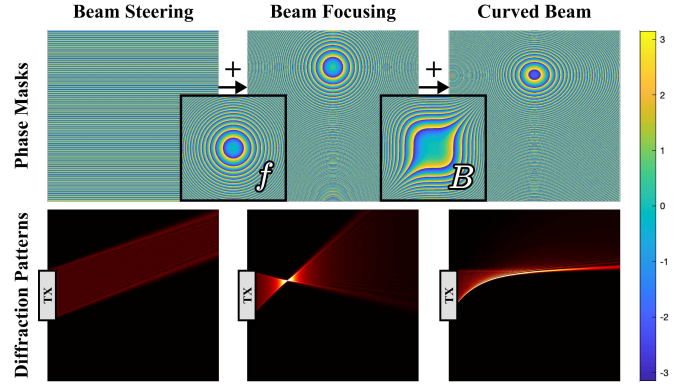 Beam Steering
Beam Focusing
Curved Beam
Phase Masks
+
+
f
B
3
2
1
0
-1
-2
-3
Diffraction Patterns
TX
TX
TX